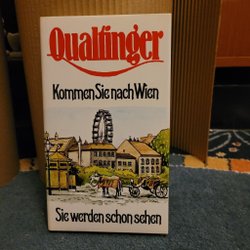 Qualtinger
Kommen Sie nach Wien
Sie werden schon sehen